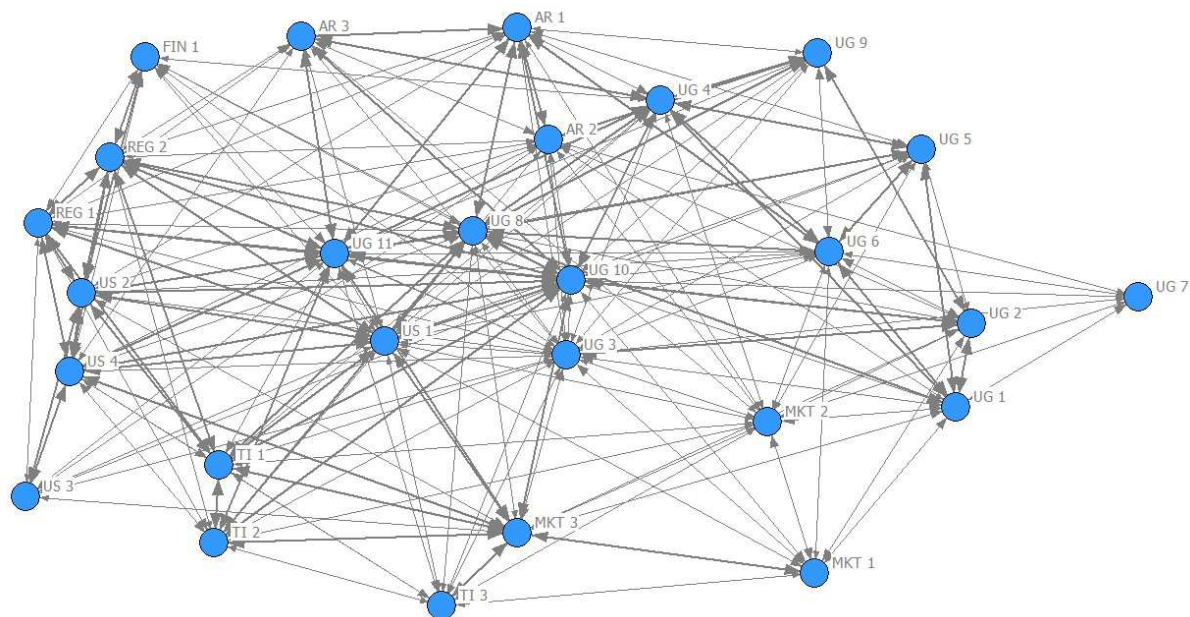 AR 1
AR 3
FIN 1
UG 9
UG 4
AR 2
UG 5
REG 2
REG 1
UG 8
UG 11
UG 6
UG 10
US 2
UG 7
UG 2
US 1
UG 3
US 4
UG 1
MKT 2
TI 1
US 3
MKT 3
TI 2
MKT 1
TI 3